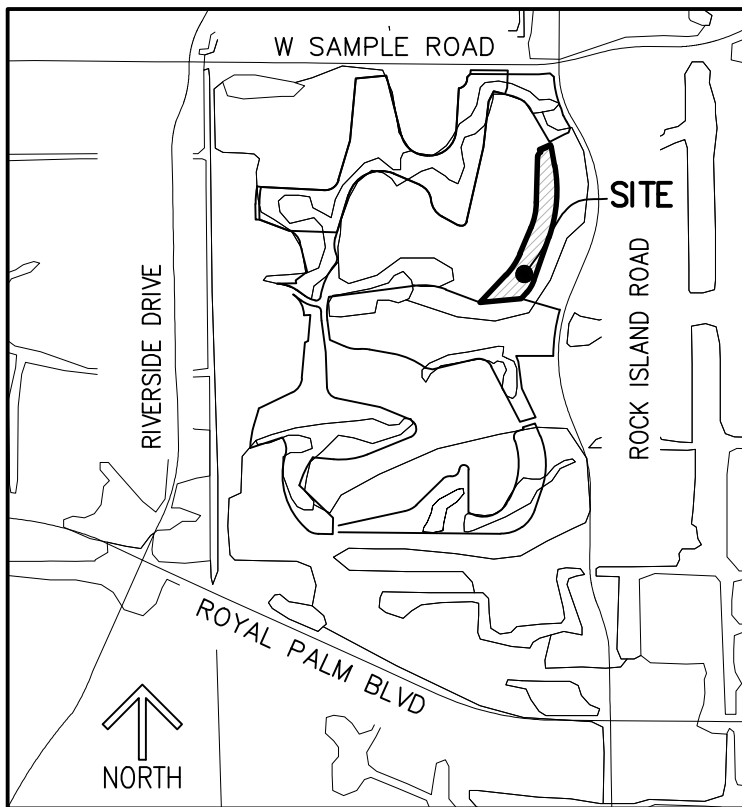 W SAMPLE ROAD
SITE
RIVERSIDE DRIVE
ROCK ISLAND ROAD
ROYAL PALM BLVD
NORTH